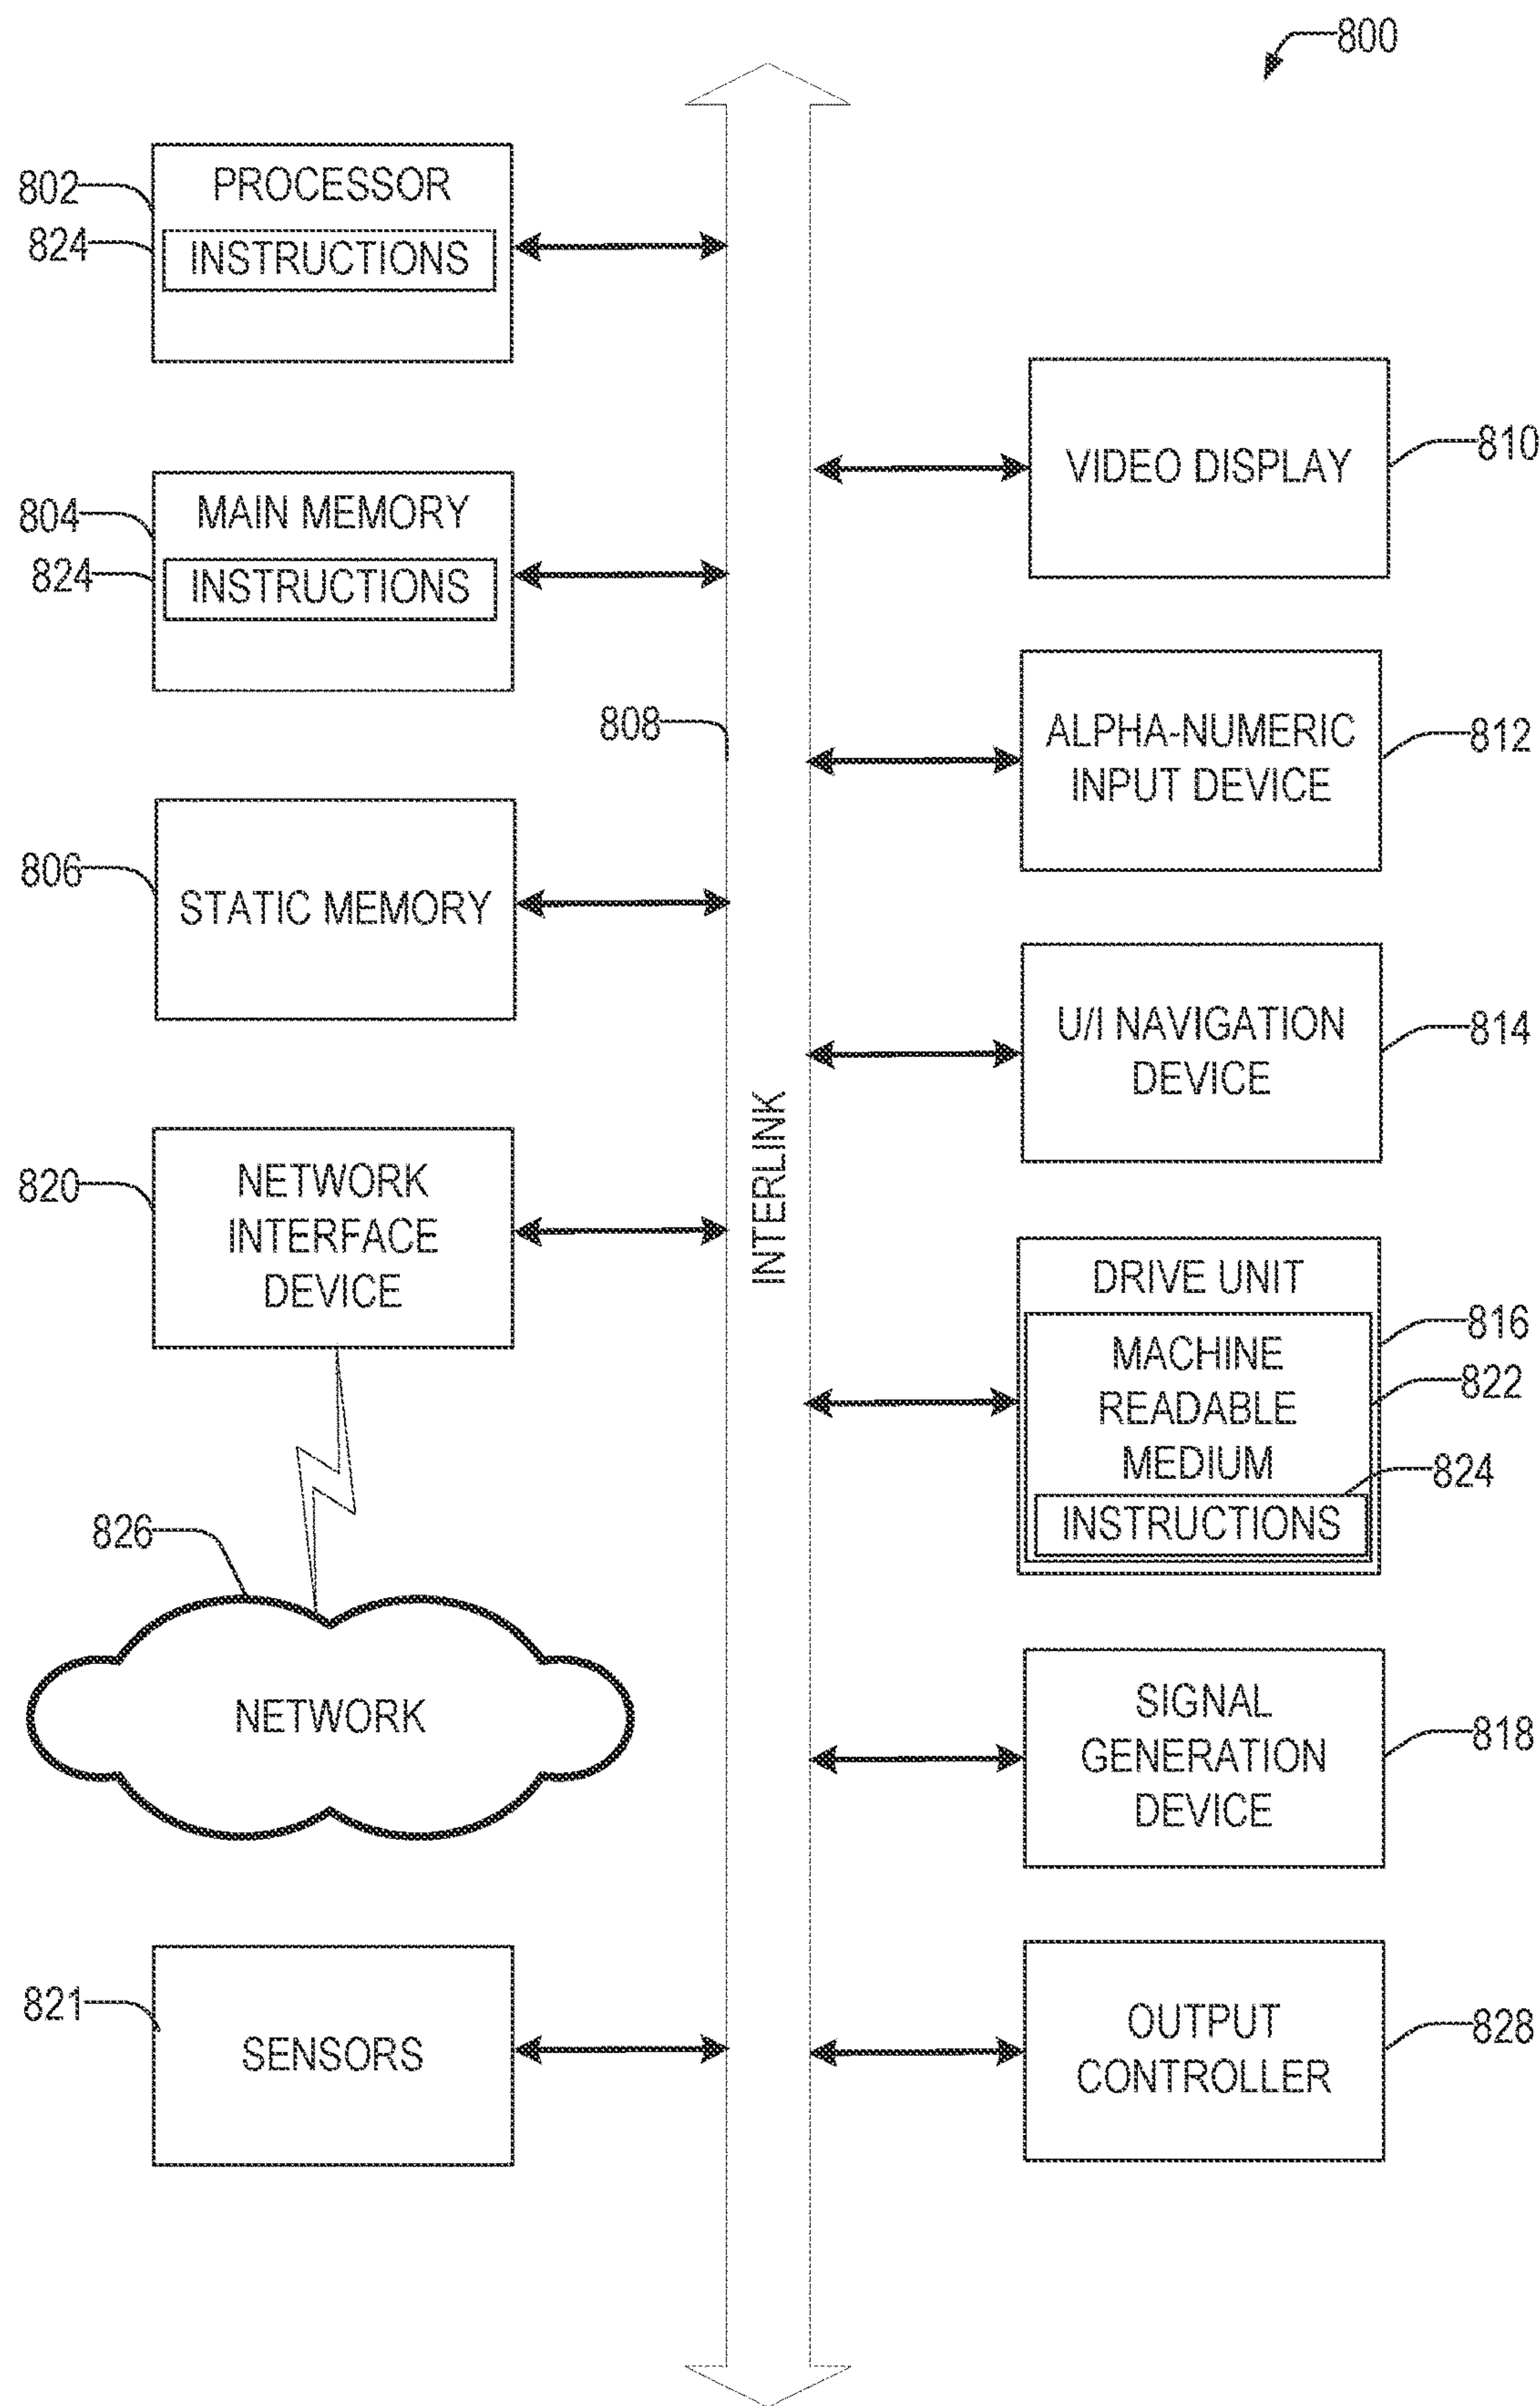 800
802
PROCESSOR
824
INSTRUCTIONS
804
MAIN MEMORY
824
INSTRUCTIONS
808
806
STATIC MEMORY
820
NETWORK
INTERFACE
DEVICE
826
NETWORK
821
SENSORS
INTERLINK
VIDEO DISPLAY
810
ALPHA-NUMERIC
INPUT DEVICE
812
U/I NAVIGATION
DEVICE
814
DRIVE UNIT
816
MACHINE
READABLE
MEDIUM
822
824
INSTRUCTIONS
SIGNAL
GENERATION
DEVICE
818
OUTPUT
CONTROLLER
828